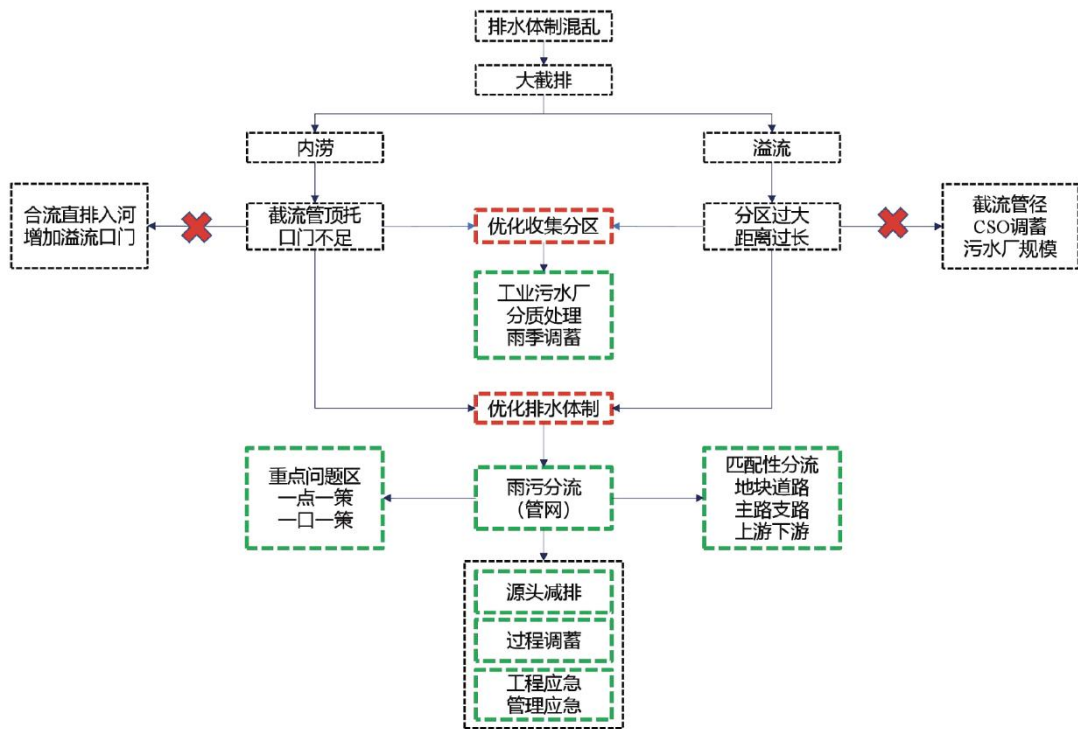 排水体制混乱
大截排
内涝
溢流
合流直排入河
增加溢流口门
截流管顶托
口门不足
优化收集分区
分区过大
距离过长
截流管径
CSO调蓄
污水厂规模
工业污水厂
分质处理
雨季调蓄
优化排水体制
重点问题区
一点一策
一口一策
雨污分流
（管网）
匹配性分流
地块道路
主路支路
上游下游
源头减排
过程调蓄
工程应急
管理应急